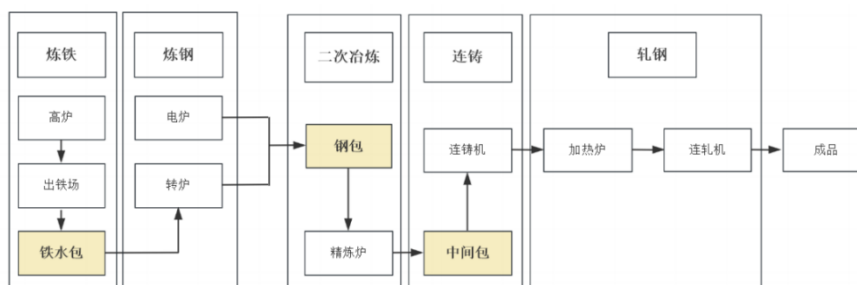 炼铁
炼钢
二次冶炼
连铸
轧钢
高炉
电炉
钢包
连铸机
加热炉
连轧机
成品
出铁场
转炉
铁水包
精炼炉
中间包